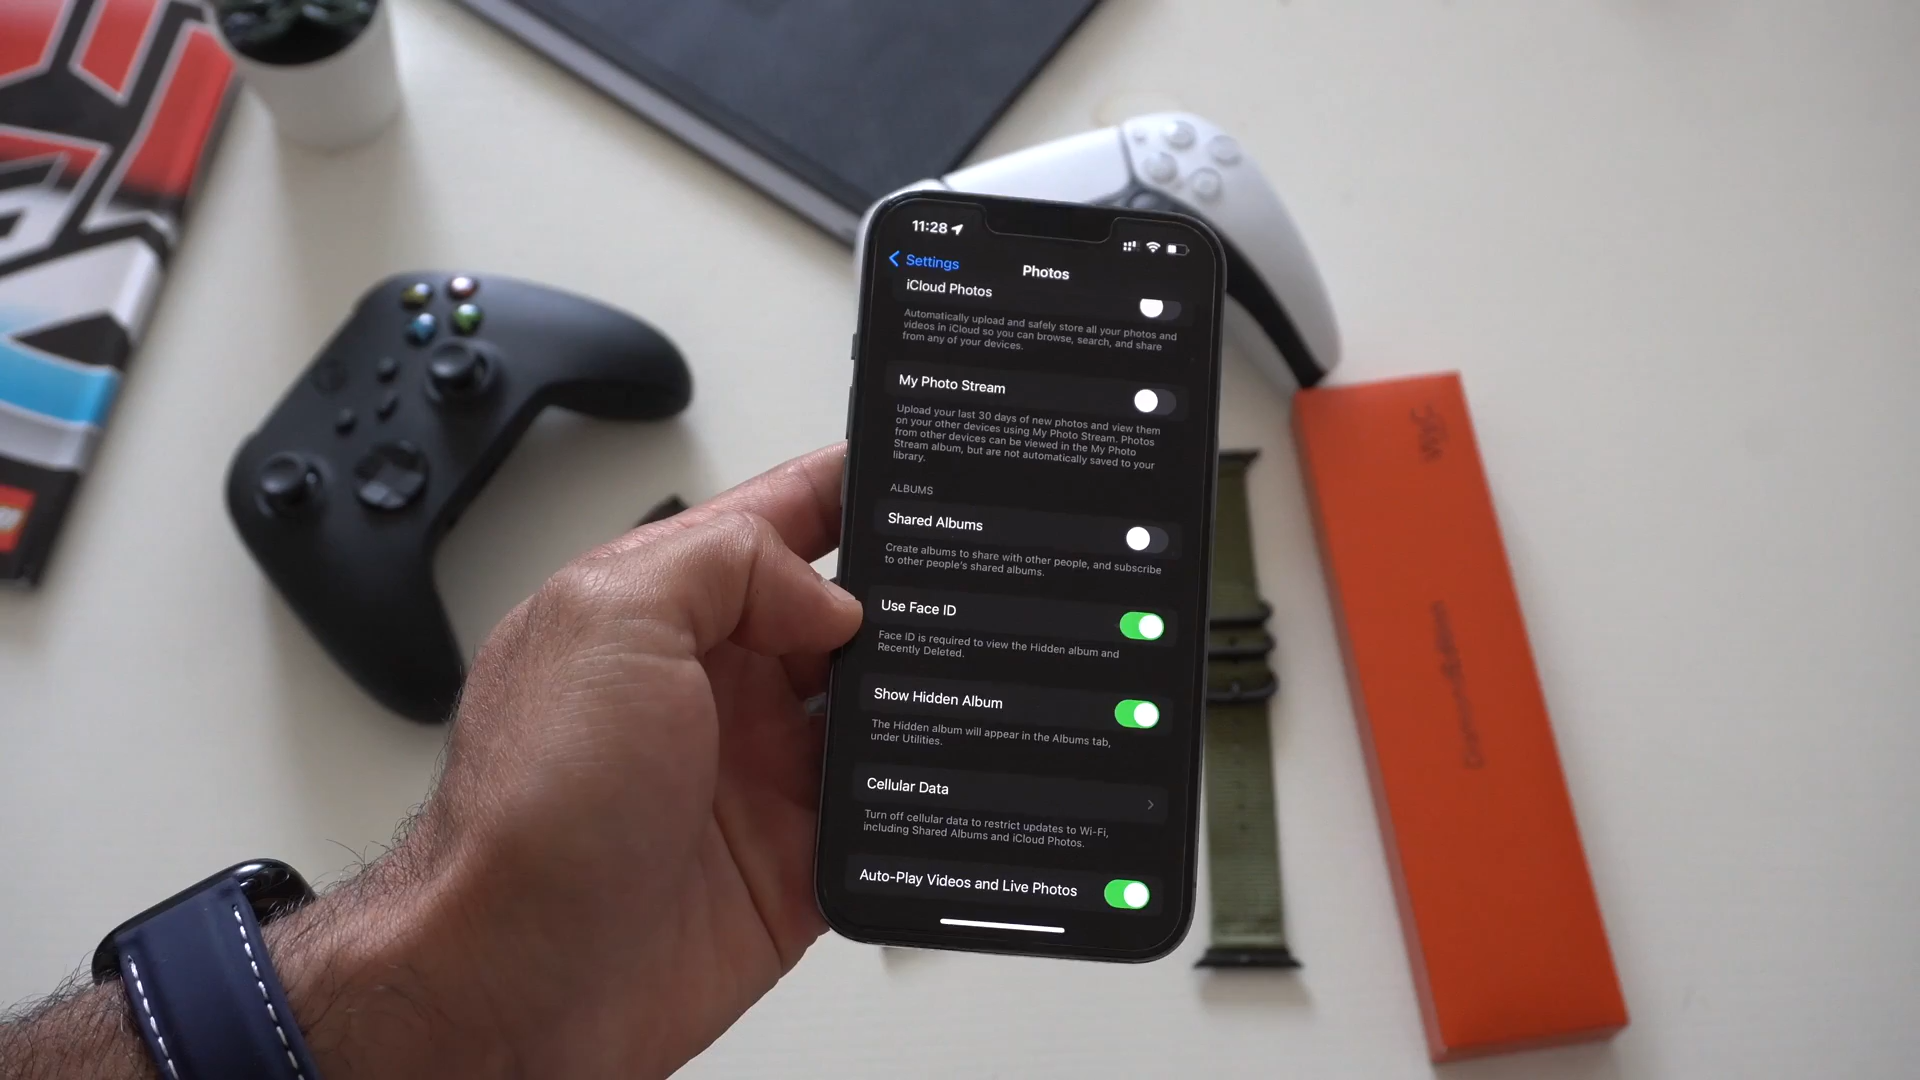 11:28
Settings
Photos
iCloud Photos
Automatically upload and safely store all your photos and
videos in iCloud so you can browse, search, and share
from any of your devices.
My Photo Stream
Upload your last 30 days of new photos and view them
on your other devices using My Photo Stream. Photos
from other devices can be viewed in the My Photo
Stream album, but are not automatically saved to your
library.
ALBUMS
Shared Albums
Create albums to share with other people, and subscribe
to other people's shared albums.
Use Face ID
Face ID is required to view the Hidden album and
Recently Deleted.
Show Hidden Album
The Hidden album will appear in the Albums tab,
under Utilities.
Cellular Data
Turn off cellular data to restrict updates to Wi-Fi,
including Shared Albums and iCloud Photos.
Auto-Play Videos and Live Photos